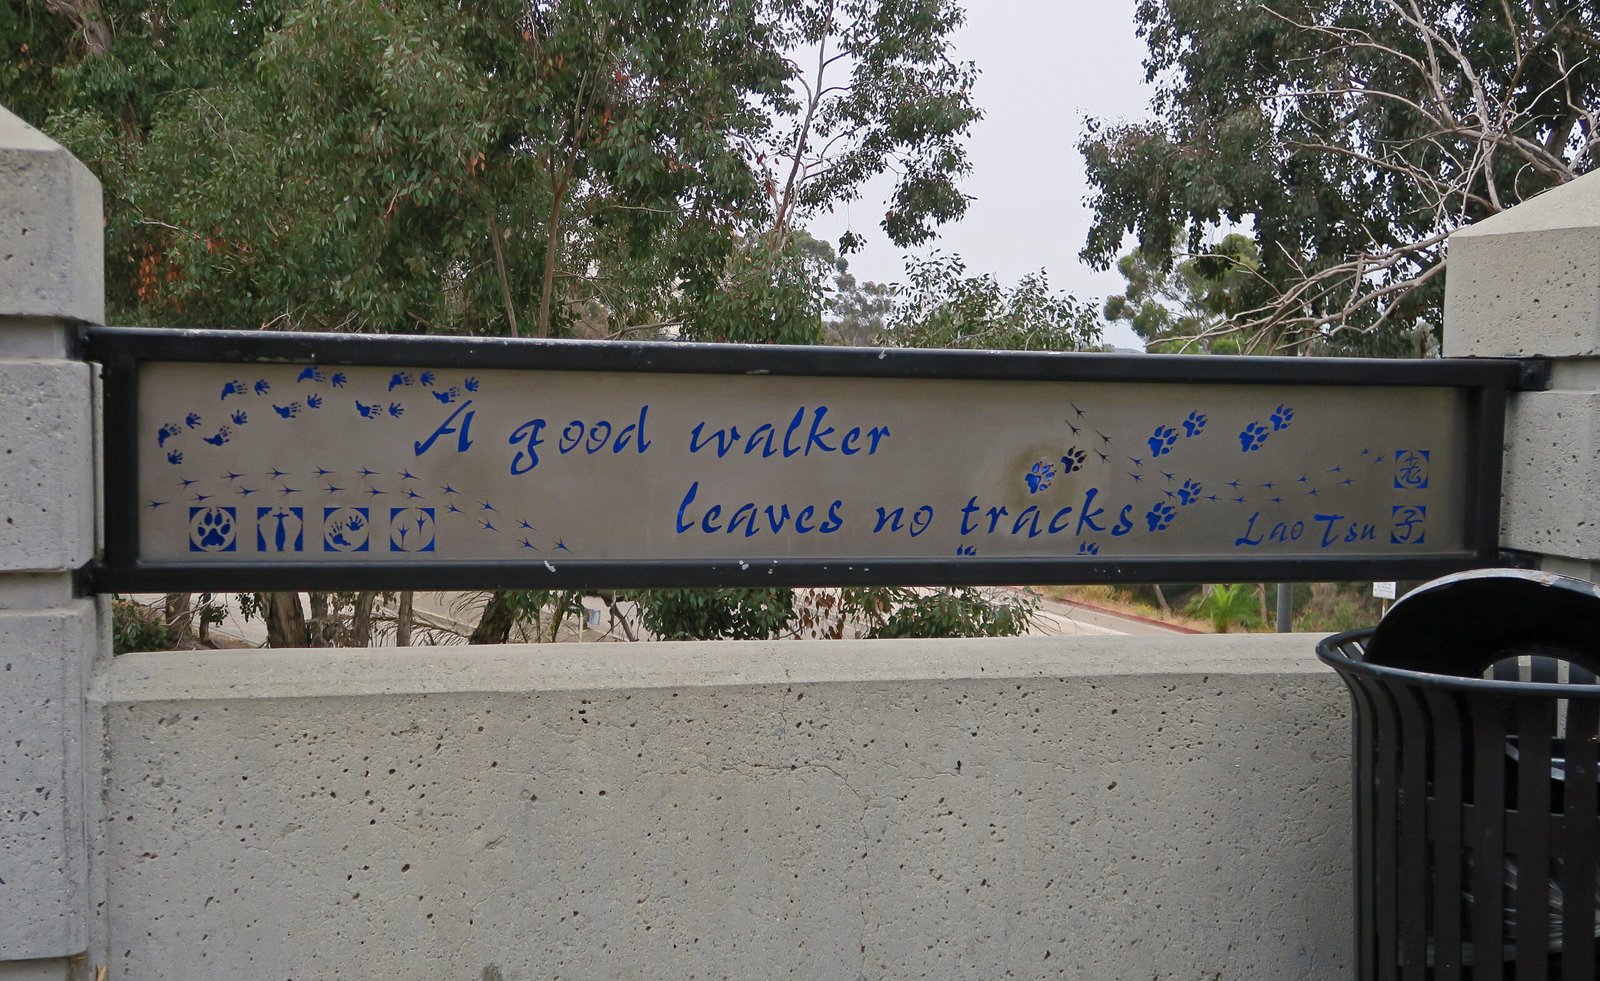 A good walker
leaves no tracks
老
Lao Tsu 子